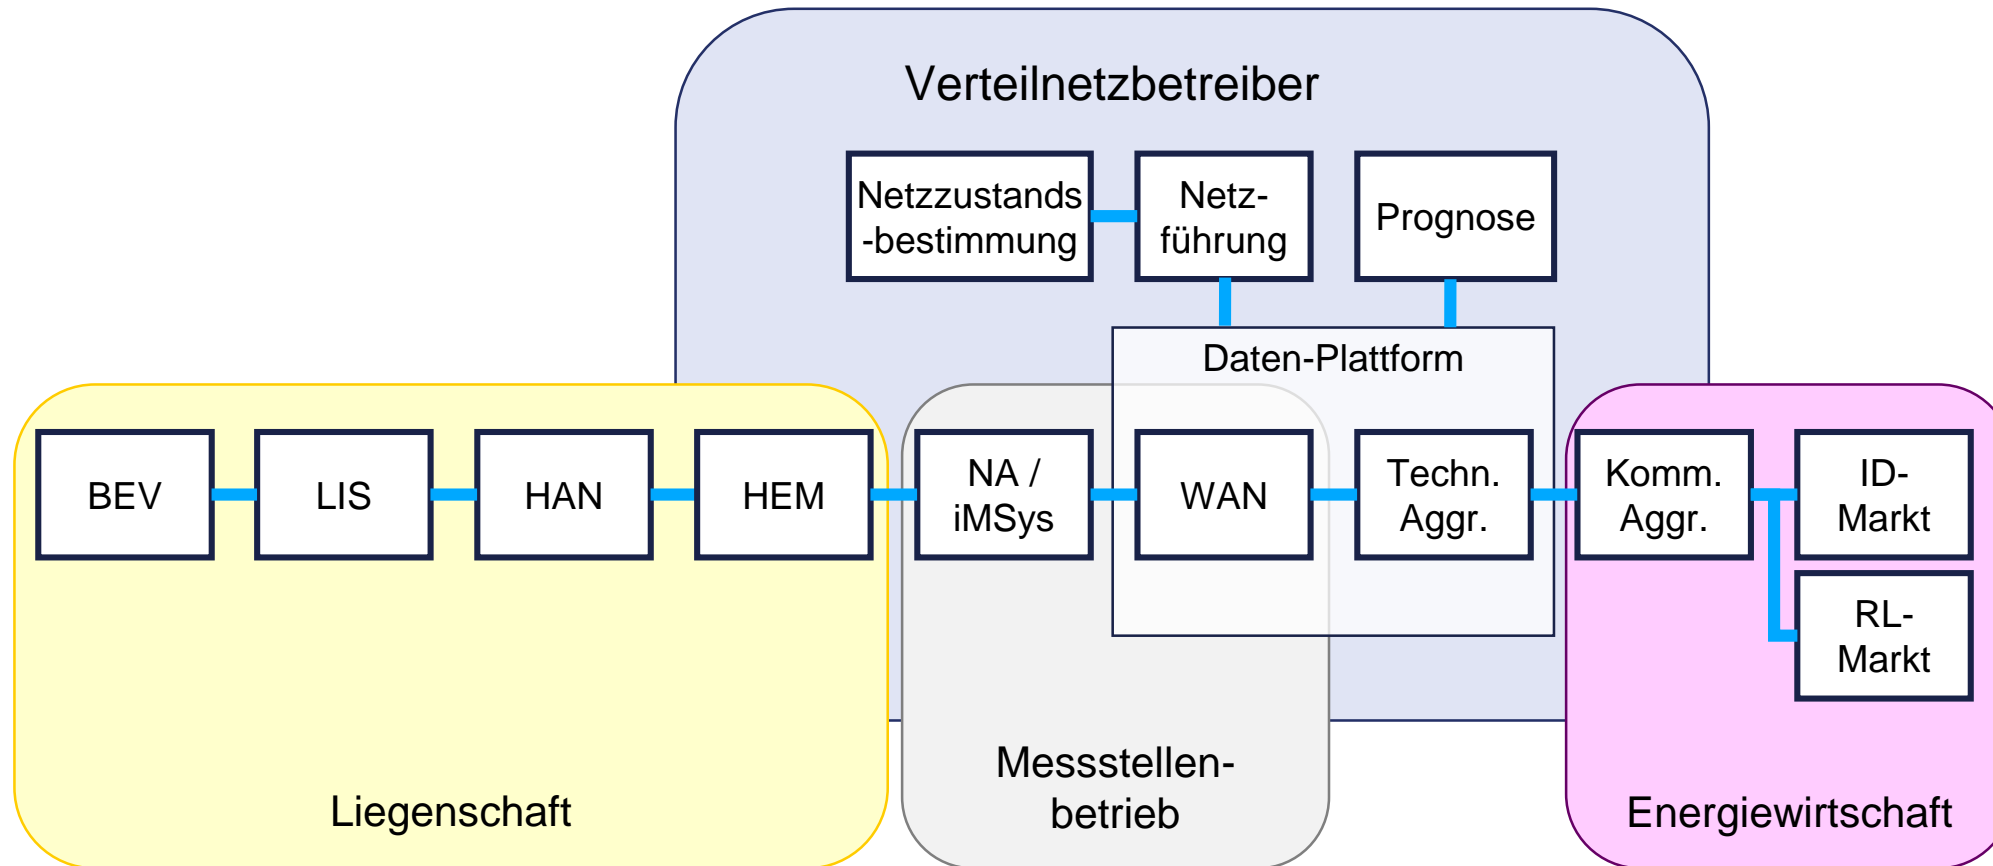 Verteilnetzbetreiber
Netzzustands
-bestimmung
Netz-
führung
Prognose
Daten-Plattform
BEV
LIS
HAN
HEM
NA /
iMSys
WAN
Techn.
Aggr.
Komm.
Aggr.
ID-
Markt
RL-
Markt
Liegenschaft
Messstellen-
betrieb
Energiewirtschaft